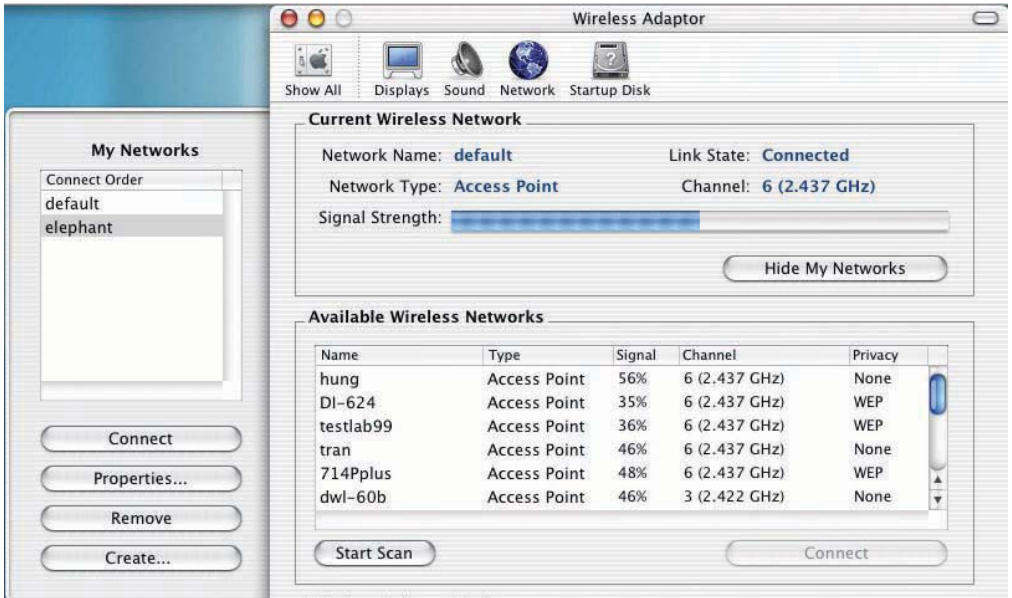 Wireless Adaptor
Show All Displays Sound Network Startup Disk
My Networks
Connect Order
default
elephant
Connect
Properties...
Remove
Create...
Current Wireless Network
Network Name: default Link State: Connected
Network Type: Access Point Channel: 6 (2.437 GHz)
Signal Strength:
Hide My Networks
Available Wireless Networks
Name Type Signal Channel Privacy
hung Access Point 56% 6 (2.437 GHz) None
DI-624 Access Point 35% 6 (2.437 GHz) WEP
testlab99 Access Point 36% 6 (2.437 GHz) WEP
tran Access Point 46% 6 (2.437 GHz) None
714Pplus Access Point 48% 6 (2.437 GHz) WEP
dwl-60b Access Point 46% 3 (2.422 GHz) None
Start Scan Connect